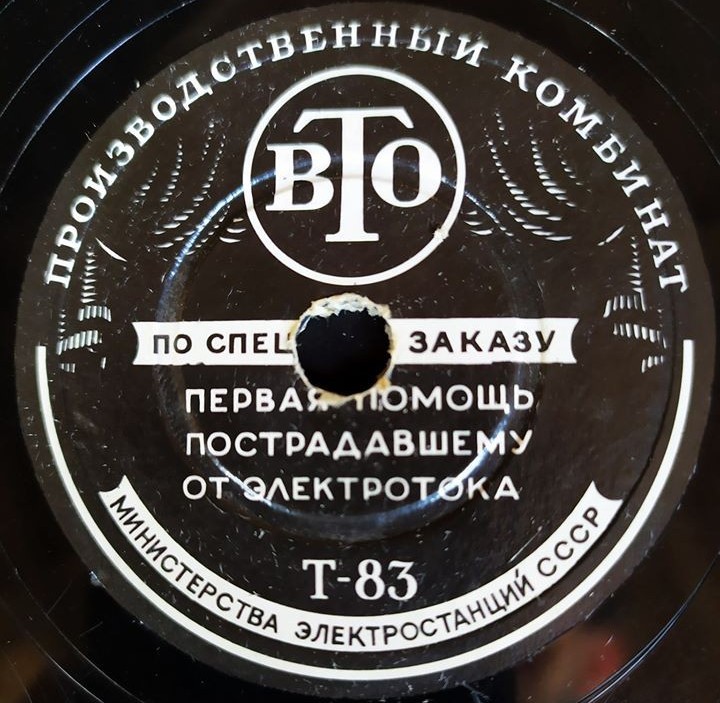 ПРОИЗВОДСТВЕННЫЙ КОМБИНАТ
ВТО
ПО СПЕЦ ЗАКАЗУ
ПЕРВАЯ ПОМОЩЬ
ПОСТРАДАВШЕМУ
ОТ ЭЛЕКТРОТОКА
Т-83
МИНИСТЕРСТВА ЭЛЕКТРОСТАНЦИЙ СССР